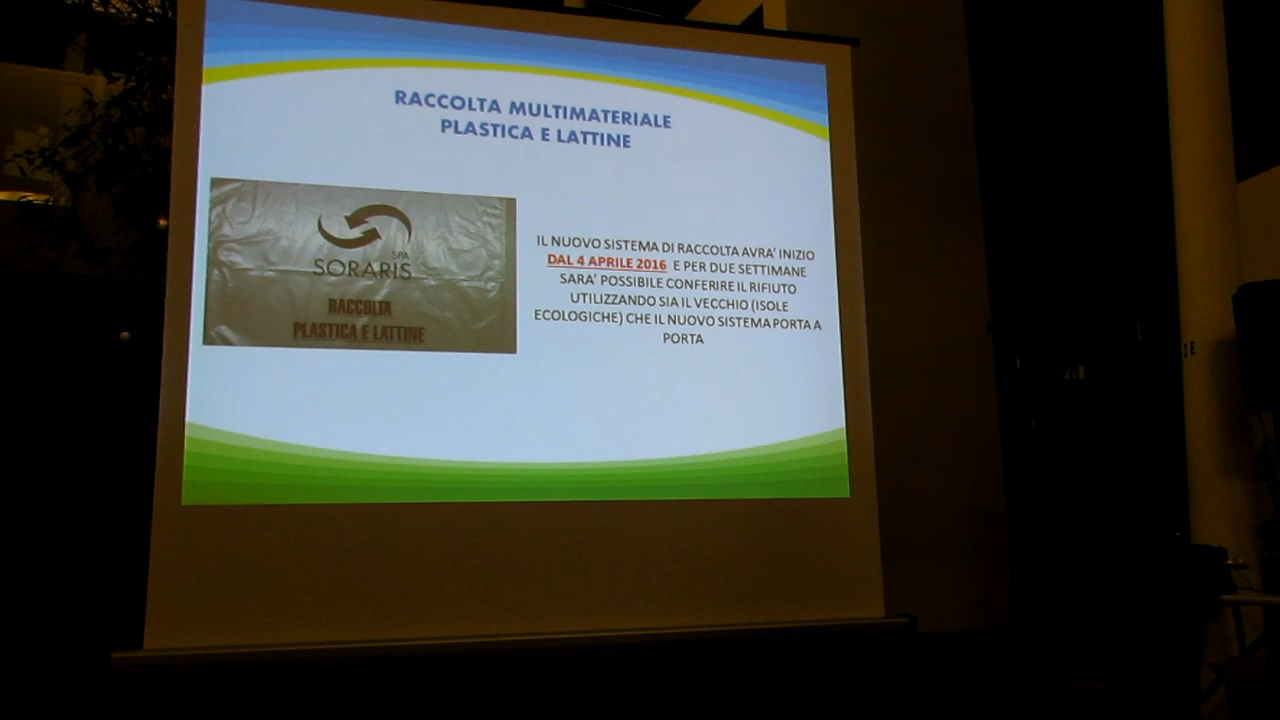 RACCOLTA MULTIMATERIALE
PLASTICA E LATTINE
SPA
SORARIS
RACCOLTA
PLASTICA E LATTINE
IL NUOVO SISTEMA DI RACCOLTA AVRA' INIZIO
DAL 4 APRILE 2016 E PER DUE SETTIMANE
SARA' POSSIBILE CONFERIRE IL RIFIUTO
UTILIZZANDO SIA IL VECCHIO (ISOLE
ECOLOGICHE) CHE IL NUOVO SISTEMA PORTA A
PORTA